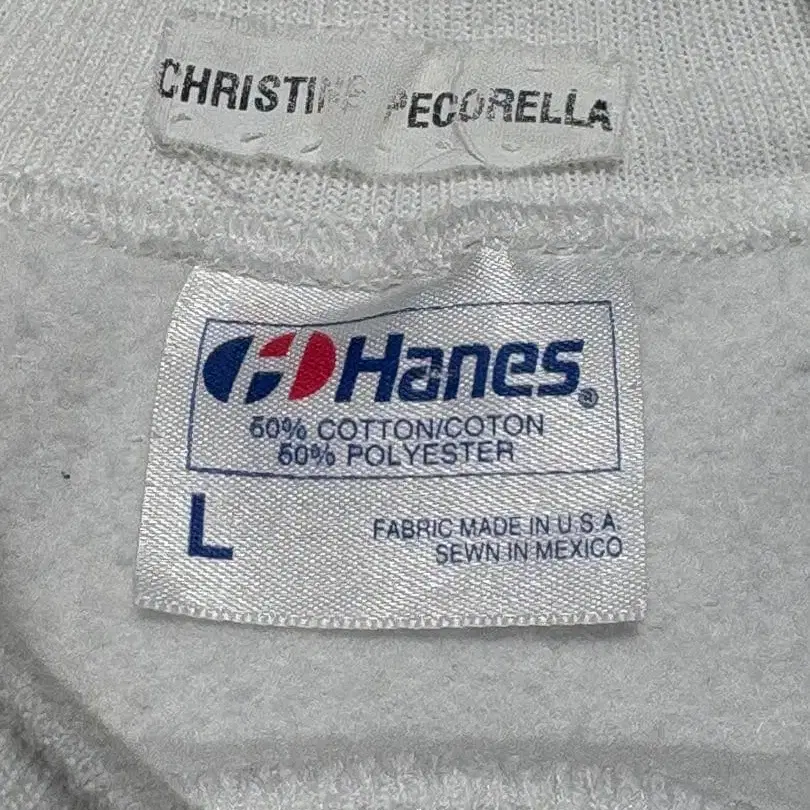 CHRISTINE PECORELLA
Hanes®
50% COTTON/COTON
50% POLYESTER
L
FABRIC MADE IN U.S.A.
SEWN IN MEXICO